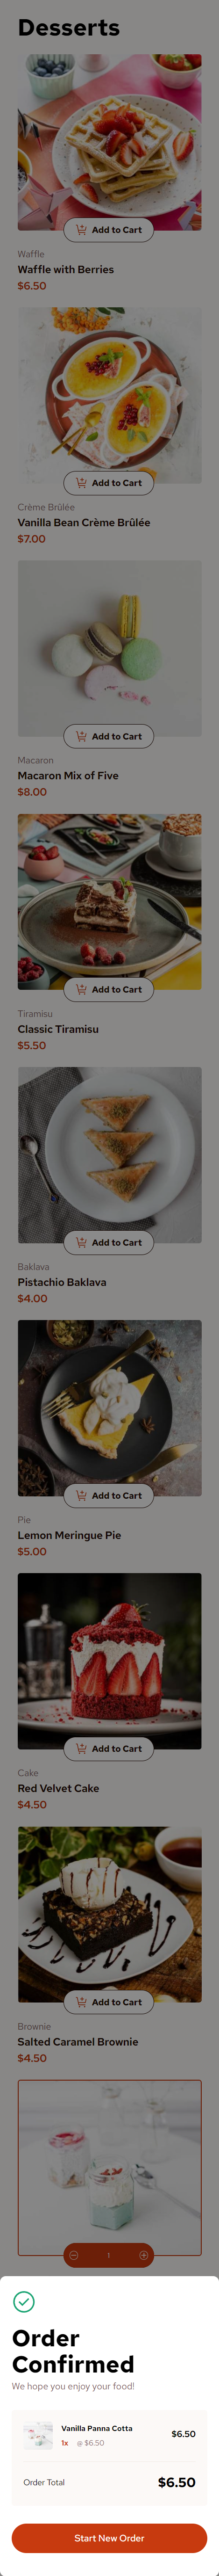 Desserts
Add to Cart
Waffle
Waffle with Berries
$6.50
Add to Cart
Crème Brûlée
Vanilla Bean Crème Brûlée
$7.00
Add to Cart
Macaron
Macaron Mix of Five
$8.00
Add to Cart
Tiramisu
Classic Tiramisu
$5.50
Add to Cart
Baklava
Pistachio Baklava
$4.00
Add to Cart
Pie
Lemon Meringue Pie
$5.00
Add to Cart
Cake
Red Velvet Cake
$4.50
Add to Cart
Brownie
Salted Caramel Brownie
$4.50
1
Order
Confirmed
We hope you enjoy your food!
Vanilla Panna Cotta
1x @ $6.50
$6.50
Order Total $6.50
Start New Order